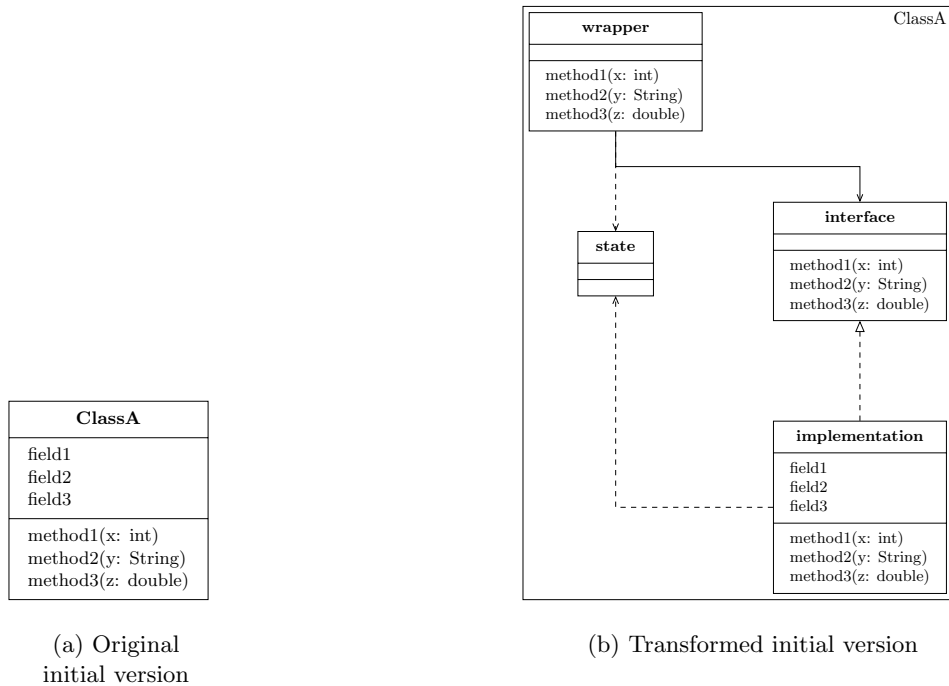 ClassA
field1
field2
field3
method1(x: int)
method2(y: String)
method3(z: double)
(a) Original
initial version
ClassA
wrapper
method1(x: int)
method2(y: String)
method3(z: double)
state
interface
method1(x: int)
method2(y: String)
method3(z: double)
implementation
field1
field2
field3
method1(x: int)
method2(y: String)
method3(z: double)
(b) Transformed initial version